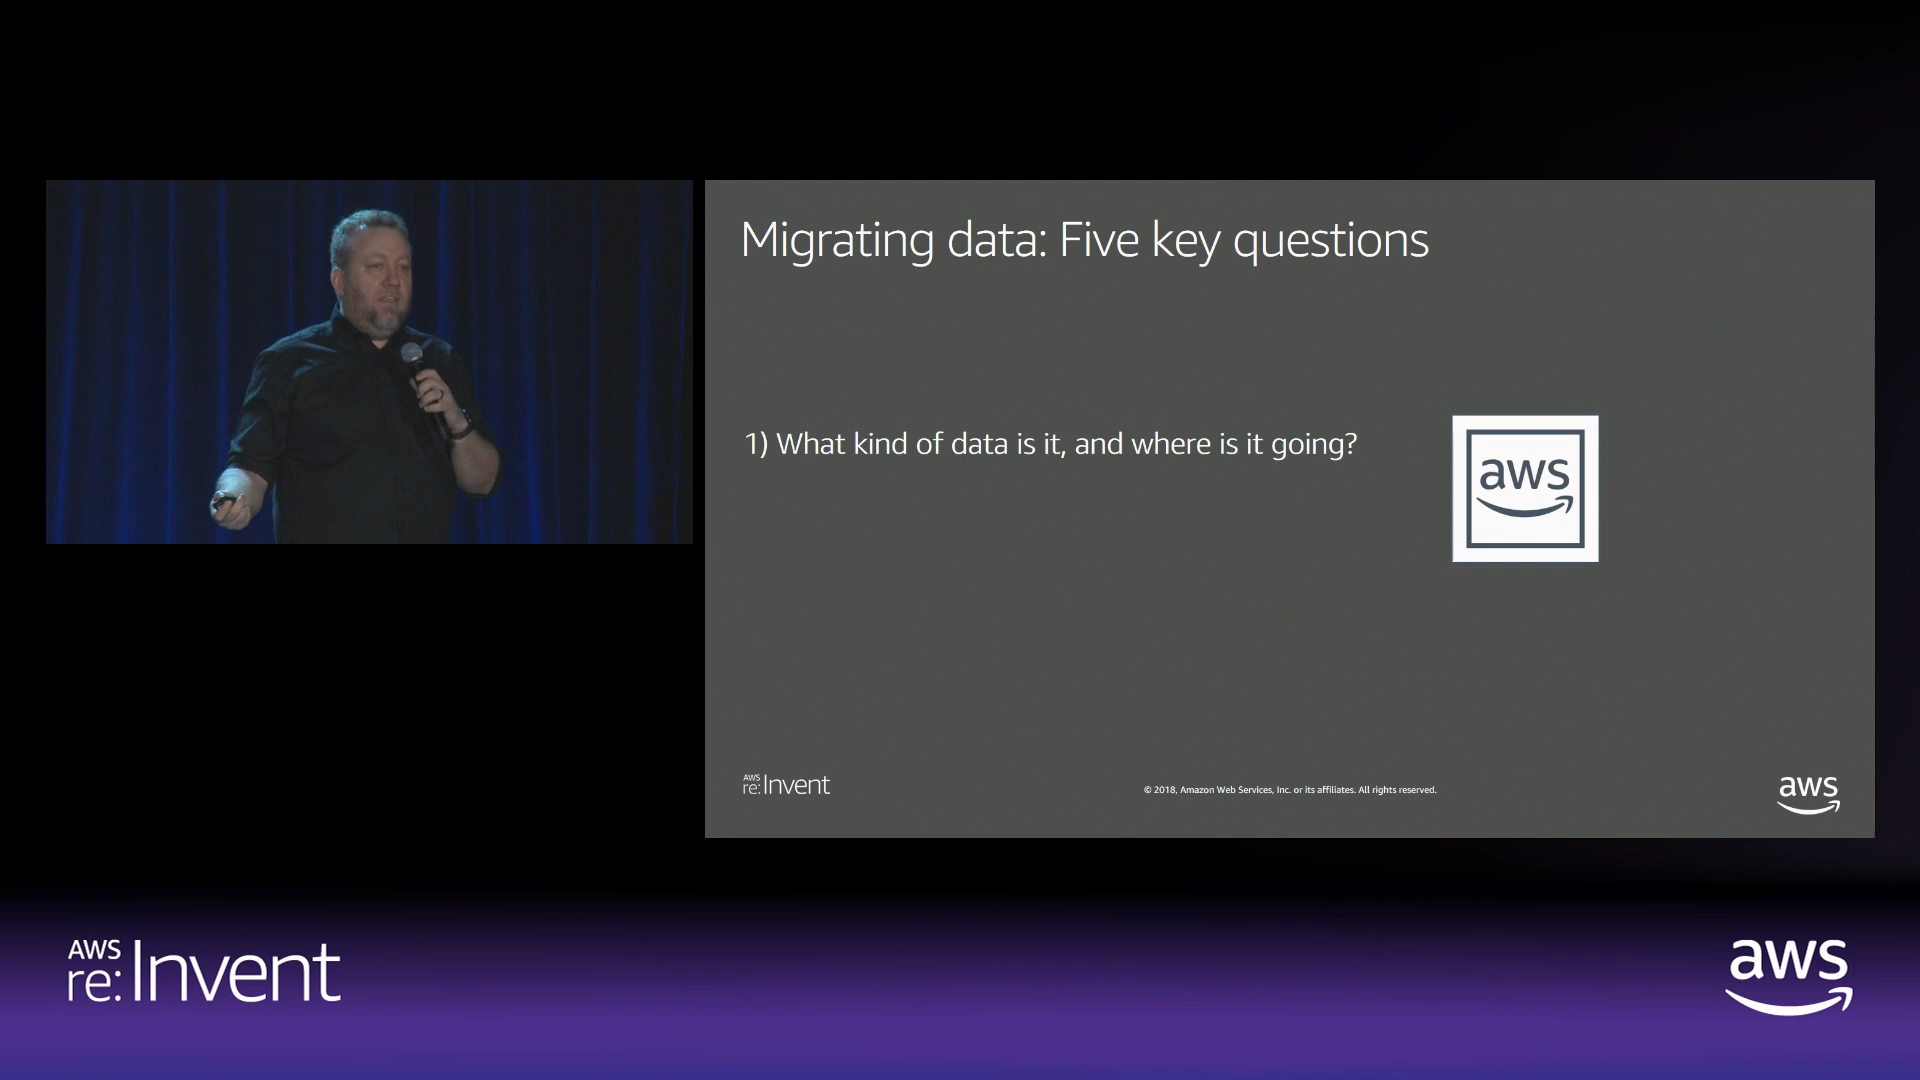 Migrating data: Five key questions
1) What kind of data is it, and where is it going?
aws
AWS
re:Invent
© 2018, Amazon Web Services, Inc. or its affiliates. All rights reserved.
aws
AWS
re:Invent
aws